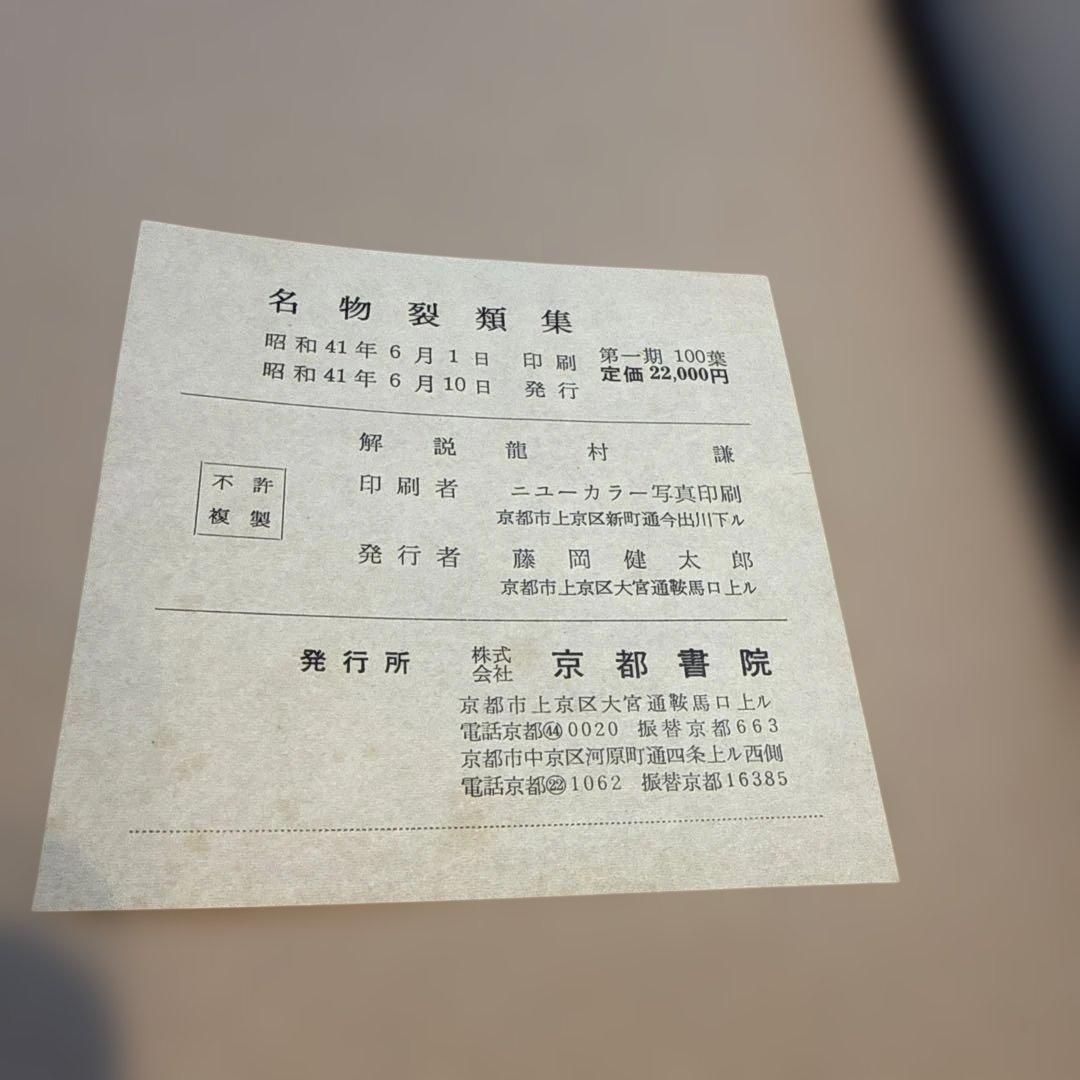 名物裂類集
昭和41年6月1日 印刷 第一期 100葉
昭和41年6月10日 発行 定価 22,000円
解説 龍村 謙
不許
複製
印刷者 ニューカラー写真印刷
京都市上京区新町通今出川下ル
発行者 藤岡健太郎
京都市上京区大宮通鞍馬口上ル
発行所 株式会社 京都書院
京都市上京区大宮通鞍馬口上ル
電話京都㊹0020 振替京都663
京都市中京区河原町通四条上ル西側
電話京都㉒1062 振替京都16385